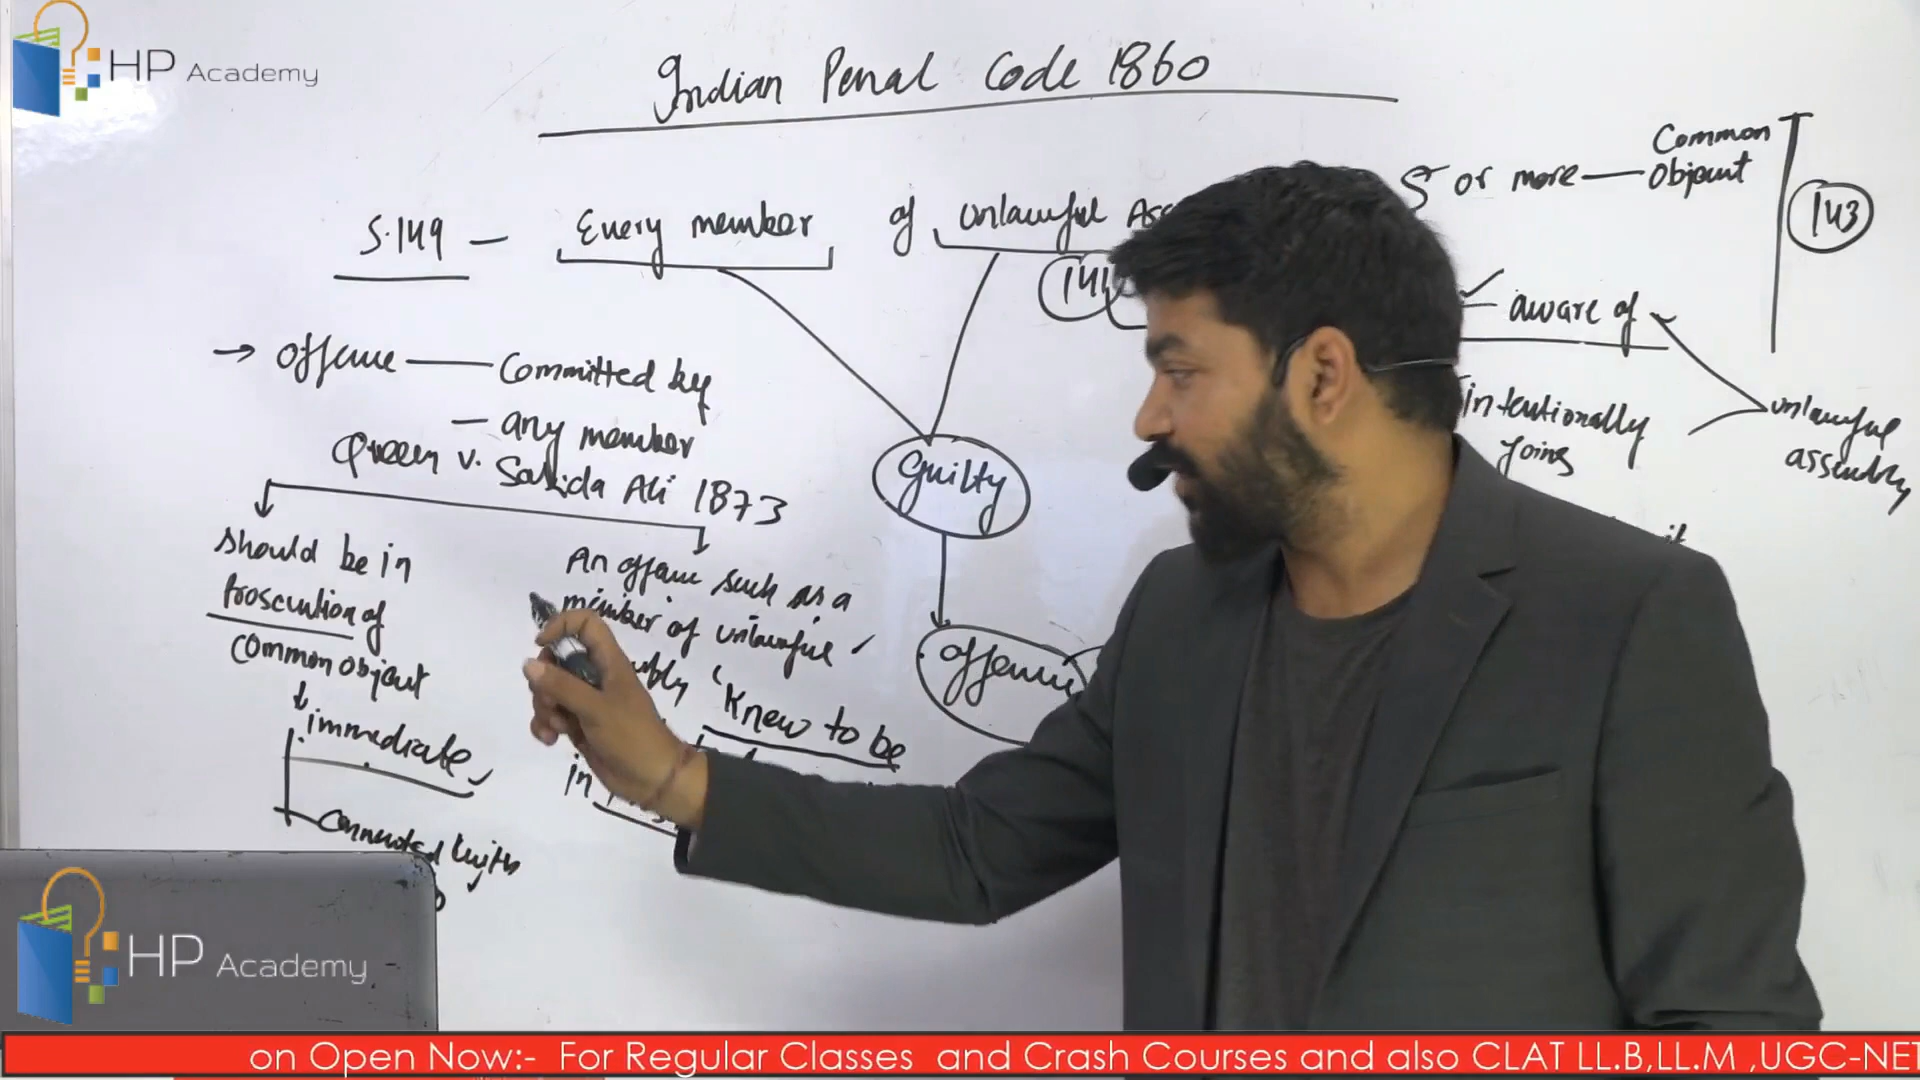 HP Academy
Indian Penal Code 1860
Common
5 or more — Object
143
S.149 — Every member of unlawful
141
aware of
→ offence — Committed by
— any member
intentionally
joins
unlawful
assembly
Queen v. Sabida Ali 1873
Guilty
should be in
Prosecution of
common object
An offence such as a
member of unlawful
offence
immediate
'Knew to be
in
Connected with
HP Academy
on Open Now:- For Regular Classes and Crash Courses and also CLAT LL.B,LL.M ,UGC-NET